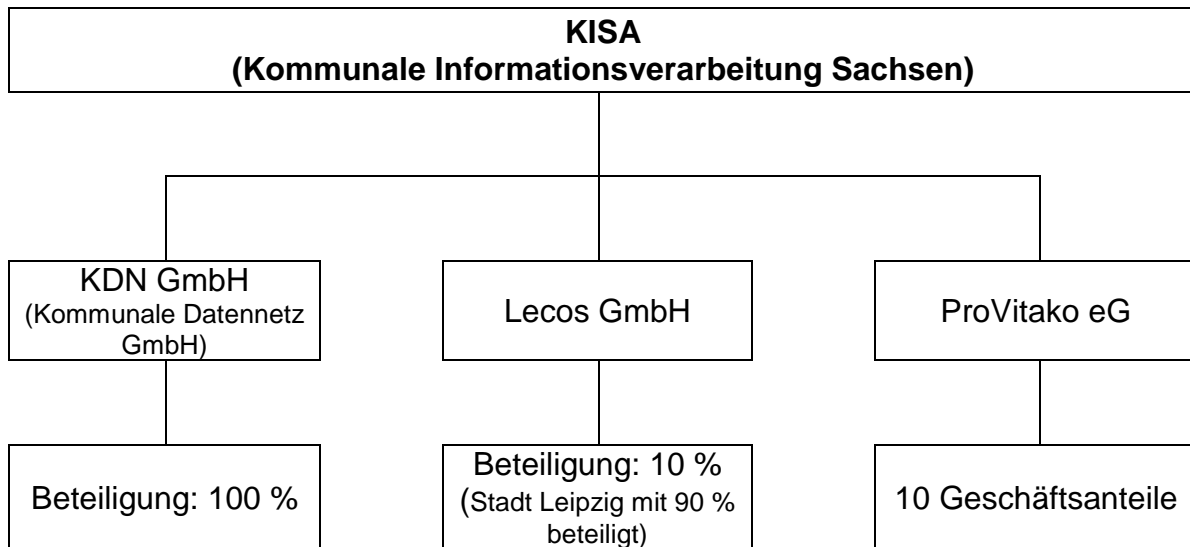 KISA
(Kommunale Informationsverarbeitung Sachsen)
KDN GmbH
(Kommunale Datennetz
GmbH)
Lecos GmbH
ProVitako eG
Beteiligung: 100 %
Beteiligung: 10 %
(Stadt Leipzig mit 90 %
beteiligt)
10 Geschäftsanteile